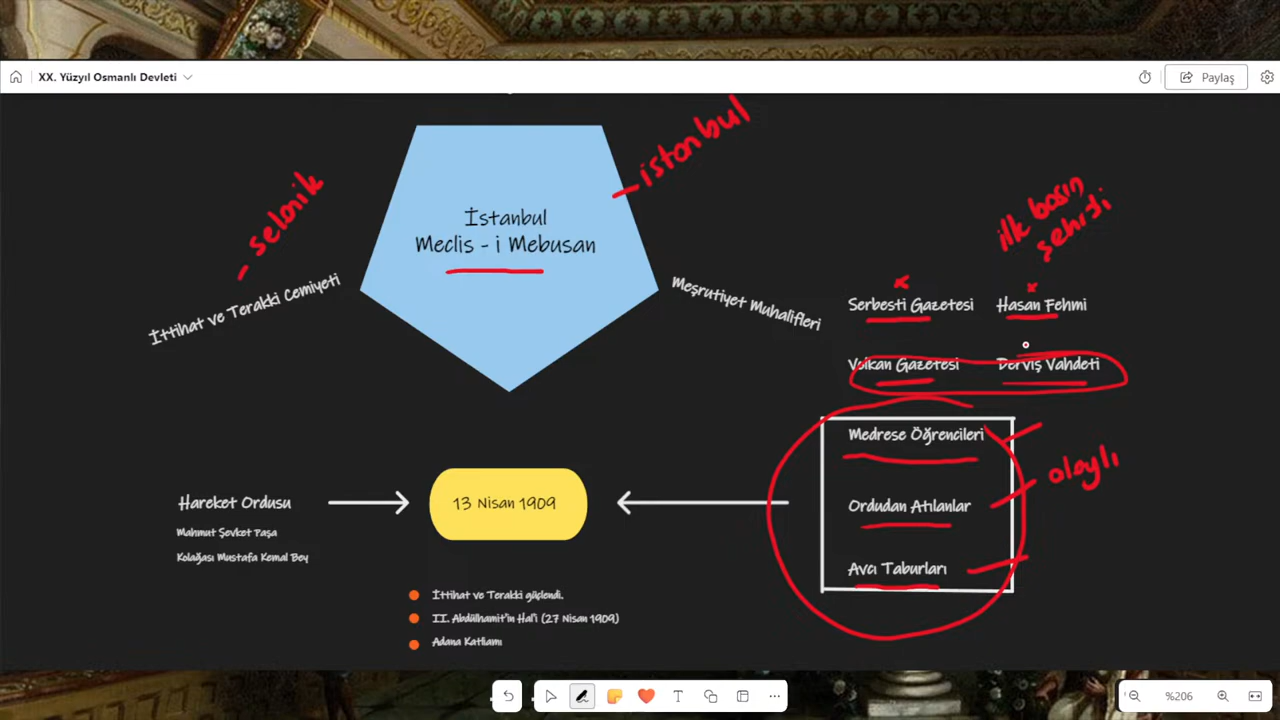 XX. Yüzyıl Osmanlı Devleti
Paylaş
- istanbul
- selanik
ilk basın
şehidi
İstanbul
Meclis - i Mebusan
İttihat ve Terakki Cemiyeti
Meşrutiyet Muhalifleri
Serbesti Gazetesi Hasan Fehmi
Volkan Gazetesi Derviş Vahdeti
Medrese Öğrencileri
Ordudan Atılanlar
Avcı Taburları
alaylı
Hareket Ordusu
Mahmut Şevket Paşa
Kolağası Mustafa Kemal Bey
13 Nisan 1909
İttihat ve Terakki güçlendi.
II. Abdülhamit'in Hal'i (27 Nisan 1909)
Adana Katliamı
%206